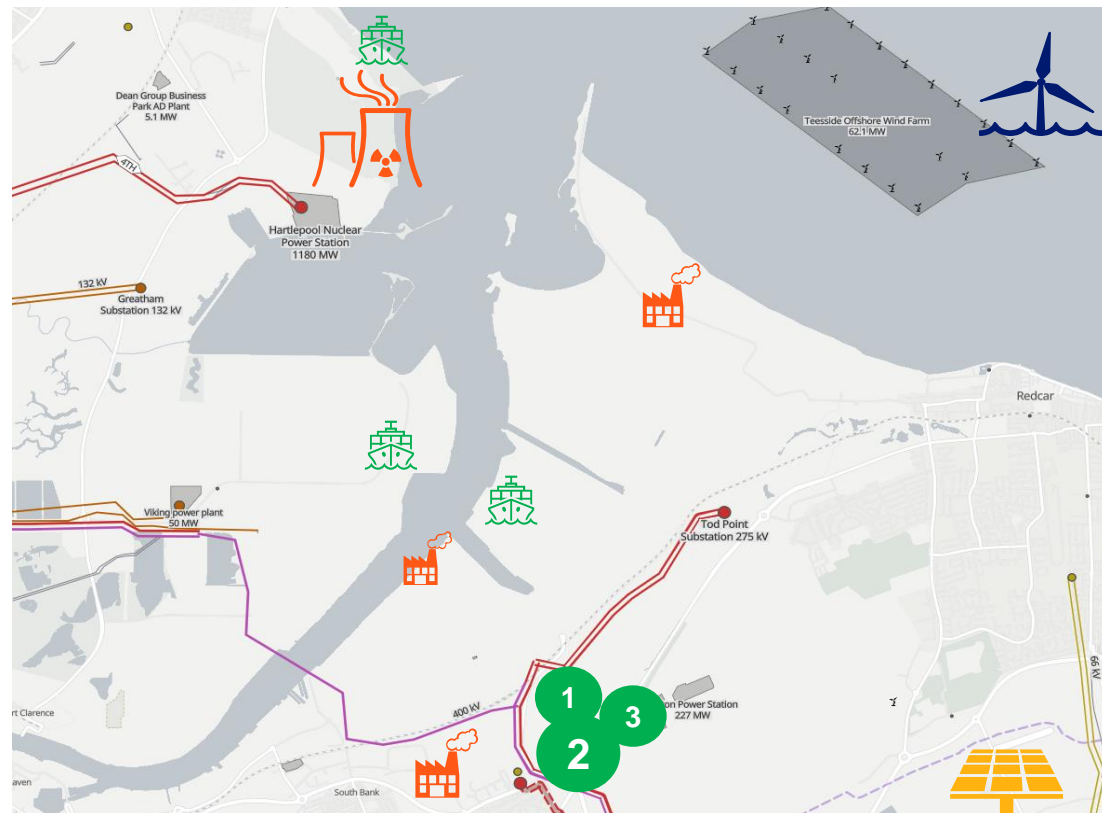 Dean Group Business
Park AD Plant
5.1 MW
Teesside Offshore Wind Farm
62.1 MW
4TH
Hartlepool Nuclear
Power Station
1180 MW
132 kV
Greatham
Substation 132 kV
Redcar
Viking power plant
50 MW
Tod Point
Substation 275 kV
66 kV
1
3
on Power Station
227 MW
2
400 kV
rt Clarence
aven
South Bank